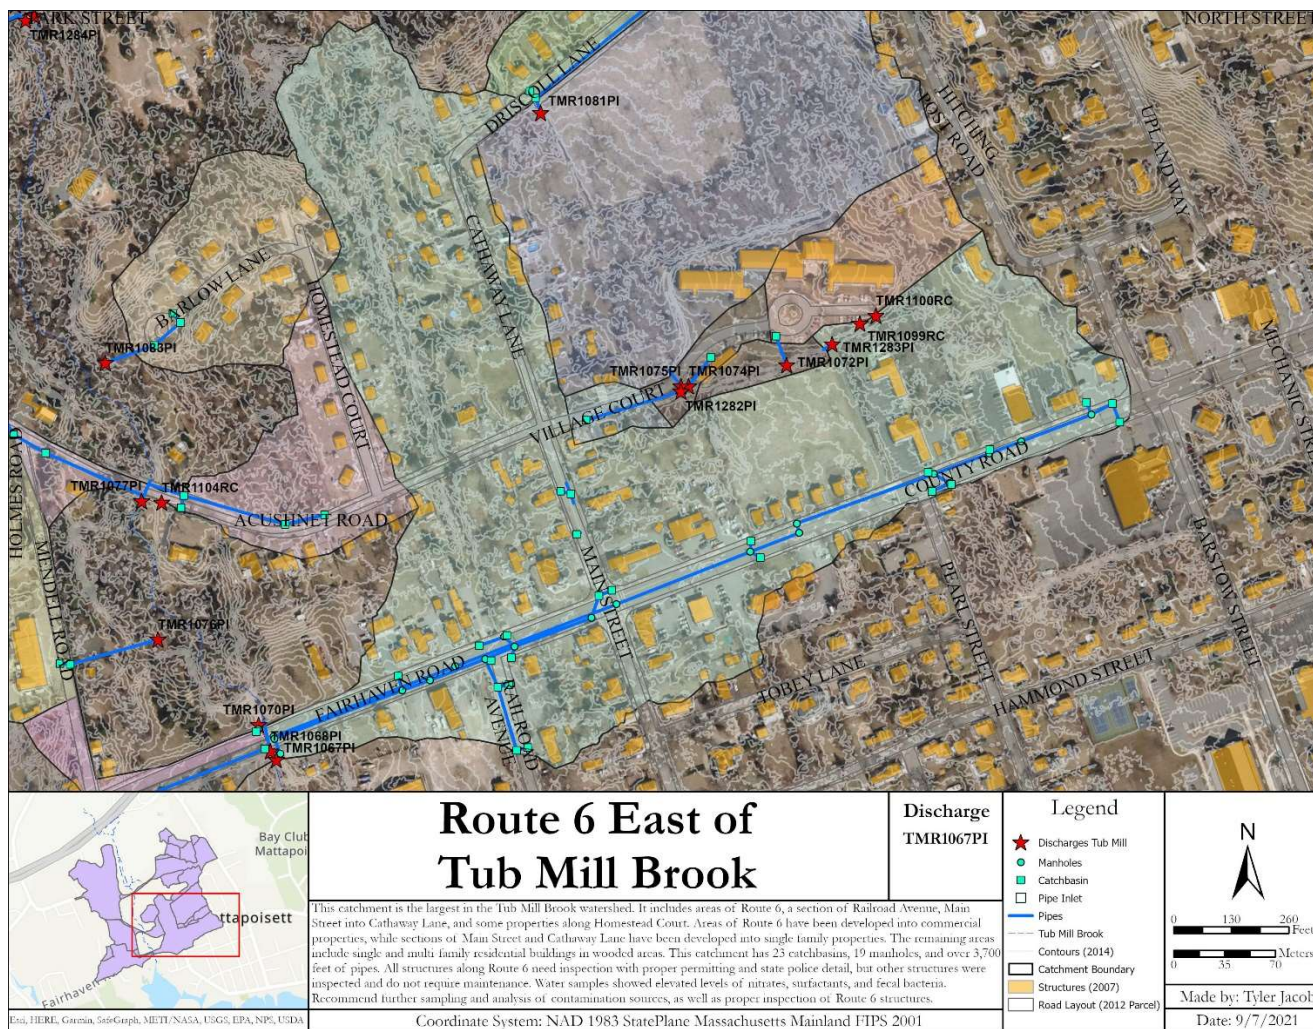 PARK STREET
TMR1284PI
NORTH STREET
DRISCOLL LANE
TMR1081PI
HITCHING
POST ROAD
UPLAND WAY
CATHAWAY LANE
BARLOW LANE
HOMESTEAD COURT
TMR1083PI
TMR1100RC
TMR1099RC
TMR1283PI
TMR1072PI
TMR1075PI
TMR1074PI
TMR1282PI
VILLAGE COURT
MECHANIC ST
HOLMES ROAD
TMR1077PI
TMR1104RC
ACUSHNET ROAD
COUNTY ROAD
MENDELL ROAD
MAIN STREET
PEARL STREET
BARSTOW STREET
TMR1076PI
FAIRHAVEN ROAD
RAILROAD
AVENUE
TOBEY LANE
HAMMOND STREET
TMR1070PI
TMR1068PI
TMR1067PI
Bay Club
Mattapoi
ttapoisett
Fairhaven
Esri, HERE, Garmin, SafeGraph, METI/NASA, USGS, EPA, NPS, USDA
Route 6 East of
Tub Mill Brook
Discharge
TMR1067PI
This catchment is the largest in the Tub Mill Brook watershed. It includes areas of Route 6, a section of Railroad Avenue, Main
Street into Cathaway Lane, and some properties along Homestead Court. Areas of Route 6 have been developed into commercial
properties, while sections of Main Street and Cathaway Lane have been developed into single family properties. The remaining areas
include single and multi family residential buildings in wooded areas. This catchment has 23 catchbasins, 19 manholes, and over 3,700
feet of pipes. All structures along Route 6 need inspection with proper permitting and state police detail, but other structures were
inspected and do not require maintenance. Water samples showed elevated levels of nitrates, surfactants, and fecal bacteria.
Recommend further sampling and analysis of contamination sources, as well as proper inspection of Route 6 structures.
Coordinate System: NAD 1983 StatePlane Massachusetts Mainland FIPS 2001
Legend
Discharges Tub Mill
Manholes
Catchbasin
Pipe Inlet
Pipes
Tub Mill Brook
Contours (2014)
Catchment Boundary
Structures (2007)
Road Layout (2012 Parcel)
N
0 130 260
Feet
Meters
0 35 70
Made by: Tyler Jacob
Date: 9/7/2021